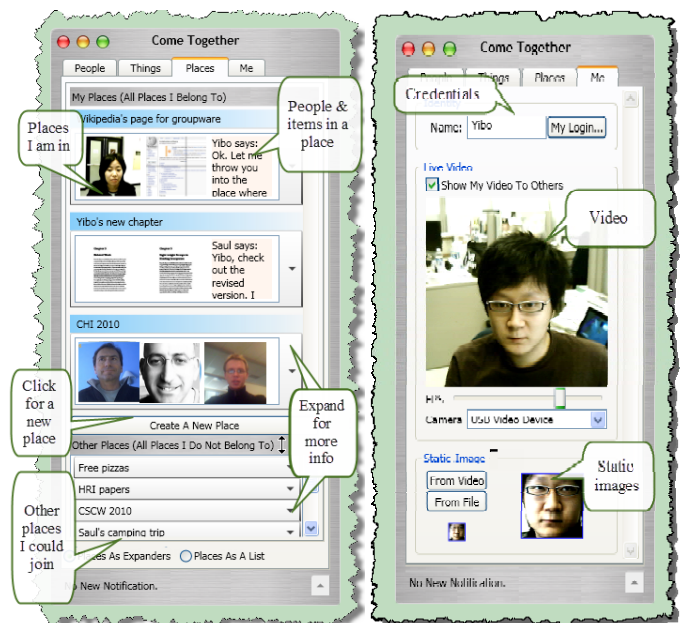 Come Together
People
Things
Places
Me
My Places (All Places I Belong To)
Wikipedia's page for groupware
Places
I am in
People &
items in a
place
Yibo says:
Ok. Let me
throw you
into the
place where
Yibo's new chapter
Saul says:
Yibo, check
out the
revised
version. I
CHI 2010
Click
for a
new
place
Expand
for
more
info
Create A New Place
Other Places (All Places I Do Not Belong To)
Free pizzas
HRI papers
CSCW 2010
Saul's camping trip
Other
places
I could
join
Places As Expanders
Places As A List
No New Notification.
Come Together
People
Things
Places
Me
Credentials
Name:
Yibo
My Login...
Live Video
Show My Video To Others
Video
Camera
USB Video Device
Static Image
From Video
From File
Static
images
No New Notification.